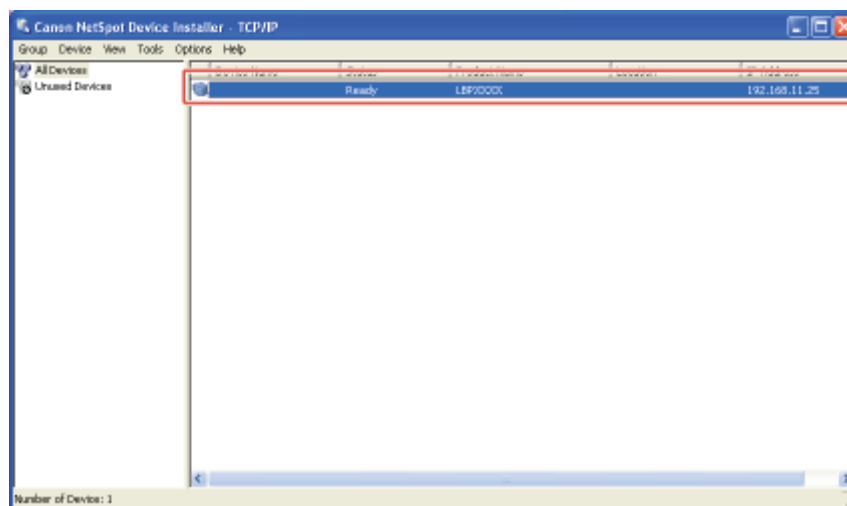 Canon NetSpot Device Installer - TCP/IP
Group Device View Tools Options Help
All Devices
Unused Devices
Ready LBPXXXX 192.168.11.25
Number of Device: 1